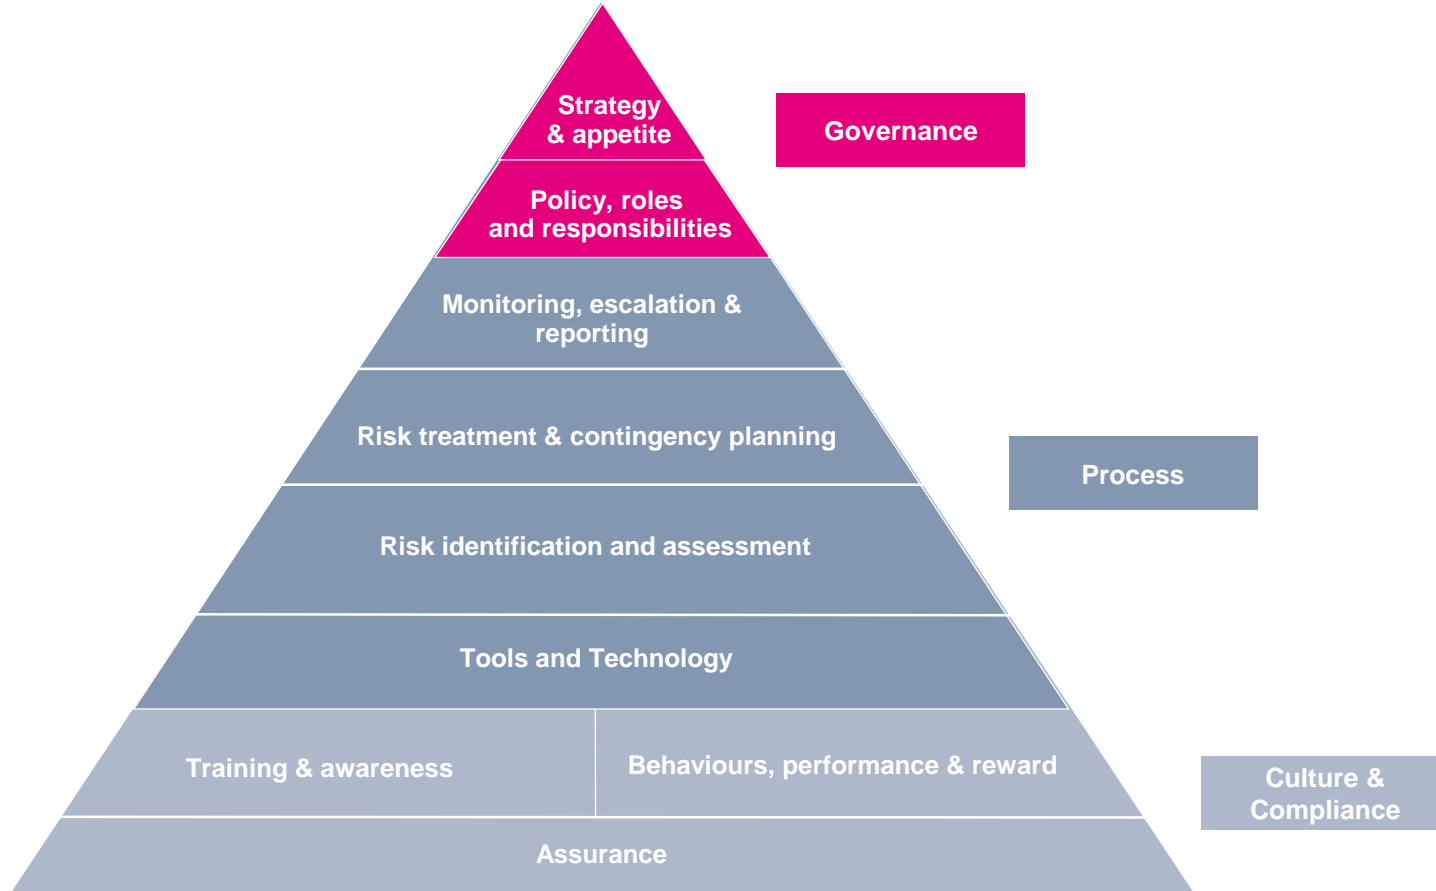 Strategy
& appetite
Governance
Policy, roles
and responsibilities
Monitoring, escalation &
reporting
Risk treatment & contingency planning
Process
Risk identification and assessment
Tools and Technology
Training & awareness
Behaviours, performance & reward
Culture &
Compliance
Assurance